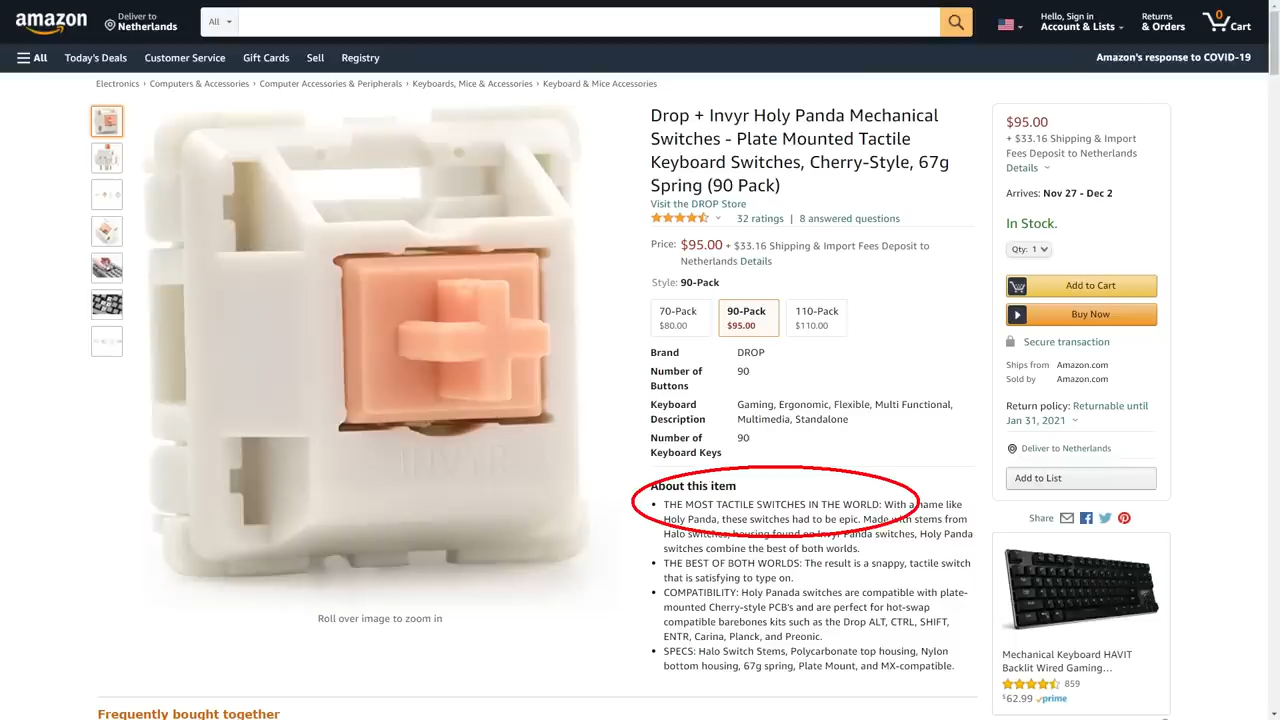 amazon
Deliver to
Netherlands
All
Hello, Sign in
Account & Lists
Returns
& Orders
0
Cart
All
Today's Deals
Customer Service
Gift Cards
Sell
Registry
Amazon's response to COVID-19
Electronics › Computers & Accessories › Computer Accessories & Peripherals › Keyboards, Mice & Accessories › Keyboard & Mice Accessories
Roll over image to zoom in
Drop + Invyr Holy Panda Mechanical
Switches - Plate Mounted Tactile
Keyboard Switches, Cherry-Style, 67g
Spring (90 Pack)
Visit the DROP Store
32 ratings | 8 answered questions
Price: $95.00 + $33.16 Shipping & Import Fees Deposit to
Netherlands Details
Style: 90-Pack
70-Pack
$80.00
90-Pack
$95.00
110-Pack
$110.00
Brand DROP
Number of 90
Buttons
Keyboard Gaming, Ergonomic, Flexible, Multi Functional,
Description Multimedia, Standalone
Number of 90
Keyboard Keys
About this item
• THE MOST TACTILE SWITCHES IN THE WORLD: With a name like
Holy Panda, these switches had to be epic. Made with stems from
Halo switches, housing found on Invyr Panda switches, Holy Panda
switches combine the best of both worlds.
• THE BEST OF BOTH WORLDS: The result is a snappy, tactile switch
that is satisfying to type on.
• COMPATIBILITY: Holy Panada switches are compatible with plate-
mounted Cherry-style PCB's and are perfect for hot-swap
compatible barebones kits such as the Drop ALT, CTRL, SHIFT,
ENTR, Carina, Planck, and Preonic.
• SPECS: Halo Switch Stems, Polycarbonate top housing, Nylon
bottom housing, 67g spring, Plate Mount, and MX-compatible.
$95.00
+ $33.16 Shipping & Import
Fees Deposit to Netherlands
Details
Arrives: Nov 27 - Dec 2
In Stock.
Qty: 1
Add to Cart
Buy Now
Secure transaction
Ships from Amazon.com
Sold by Amazon.com
Return policy: Returnable until
Jan 31, 2021
Deliver to Netherlands
Add to List
Share
Mechanical Keyboard HAVIT
Backlit Wired Gaming…
859
$62.99 prime
Frequently bought together